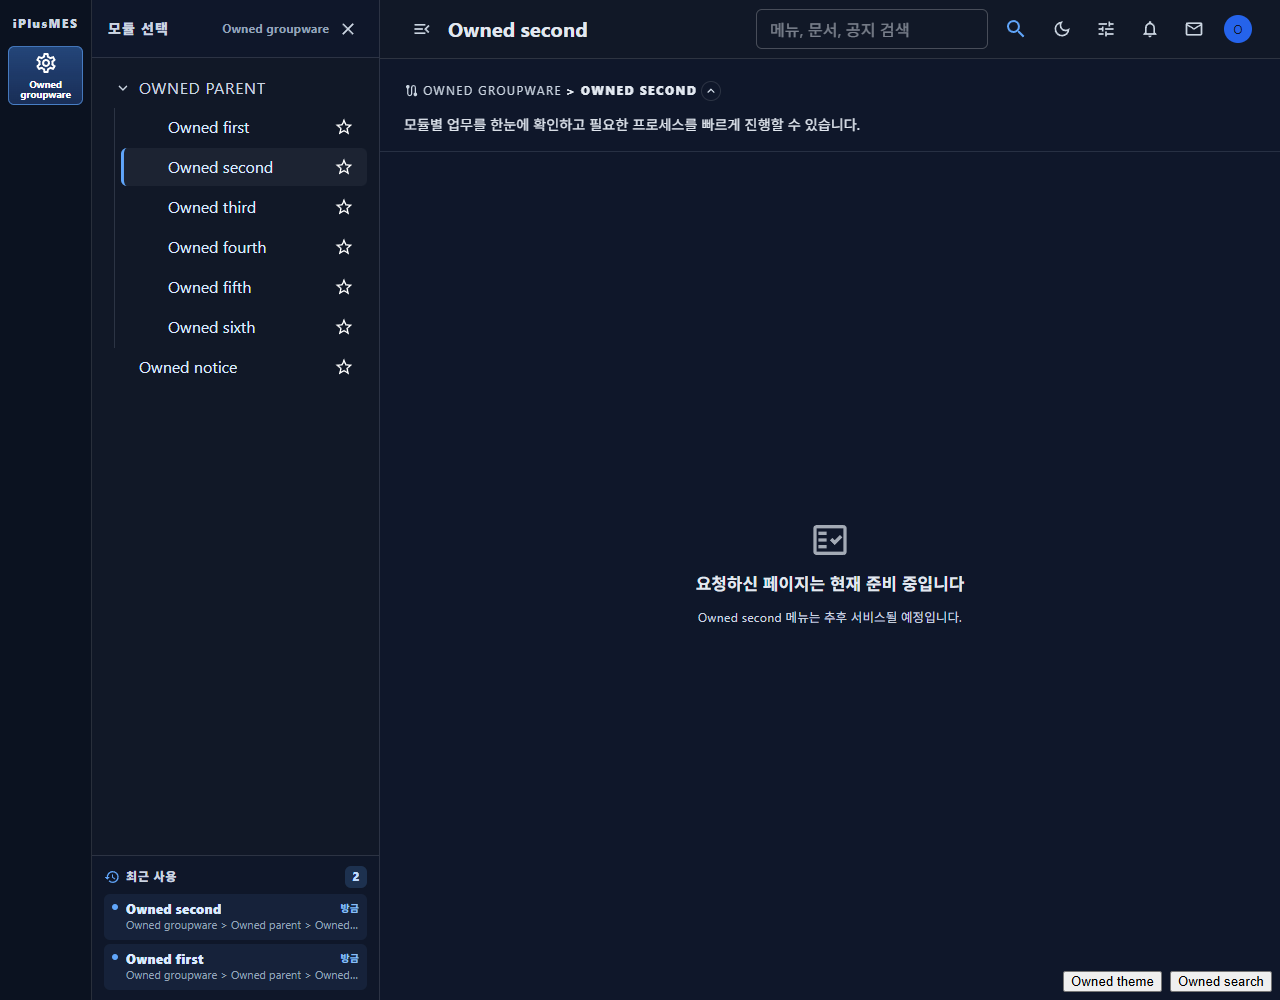 iPlusMES
Owned groupware
모듈 선택
Owned groupware
OWNED PARENT
Owned first
Owned second
Owned third
Owned fourth
Owned fifth
Owned sixth
Owned notice
최근 사용
2
Owned second
방금
Owned groupware > Owned parent > Owned...
Owned first
방금
Owned groupware > Owned parent > Owned...
Owned second
메뉴, 문서, 공지 검색
O
OWNED GROUPWARE > OWNED SECOND
모듈별 업무를 한눈에 확인하고 필요한 프로세스를 빠르게 진행할 수 있습니다.
요청하신 페이지는 현재 준비 중입니다
Owned second 메뉴는 추후 서비스될 예정입니다.
Owned theme
Owned search